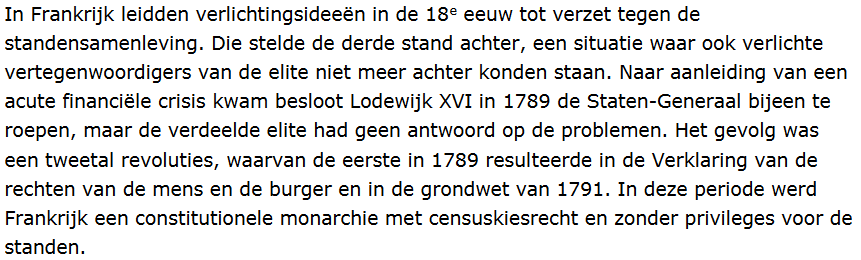 In Frankrijk leidden verlichtingsideeën in de 18ᵉ eeuw tot verzet tegen de
standensamenleving. Die stelde de derde stand achter, een situatie waar ook verlichte
vertegenwoordigers van de elite niet meer achter konden staan. Naar aanleiding van een
acute financiële crisis kwam besloot Lodewijk XVI in 1789 de Staten-Generaal bijeen te
roepen, maar de verdeelde elite had geen antwoord op de problemen. Het gevolg was
een tweetal revoluties, waarvan de eerste in 1789 resulteerde in de Verklaring van de
rechten van de mens en de burger en in de grondwet van 1791. In deze periode werd
Frankrijk een constitutionele monarchie met censuskiesrecht en zonder privileges voor de
standen.